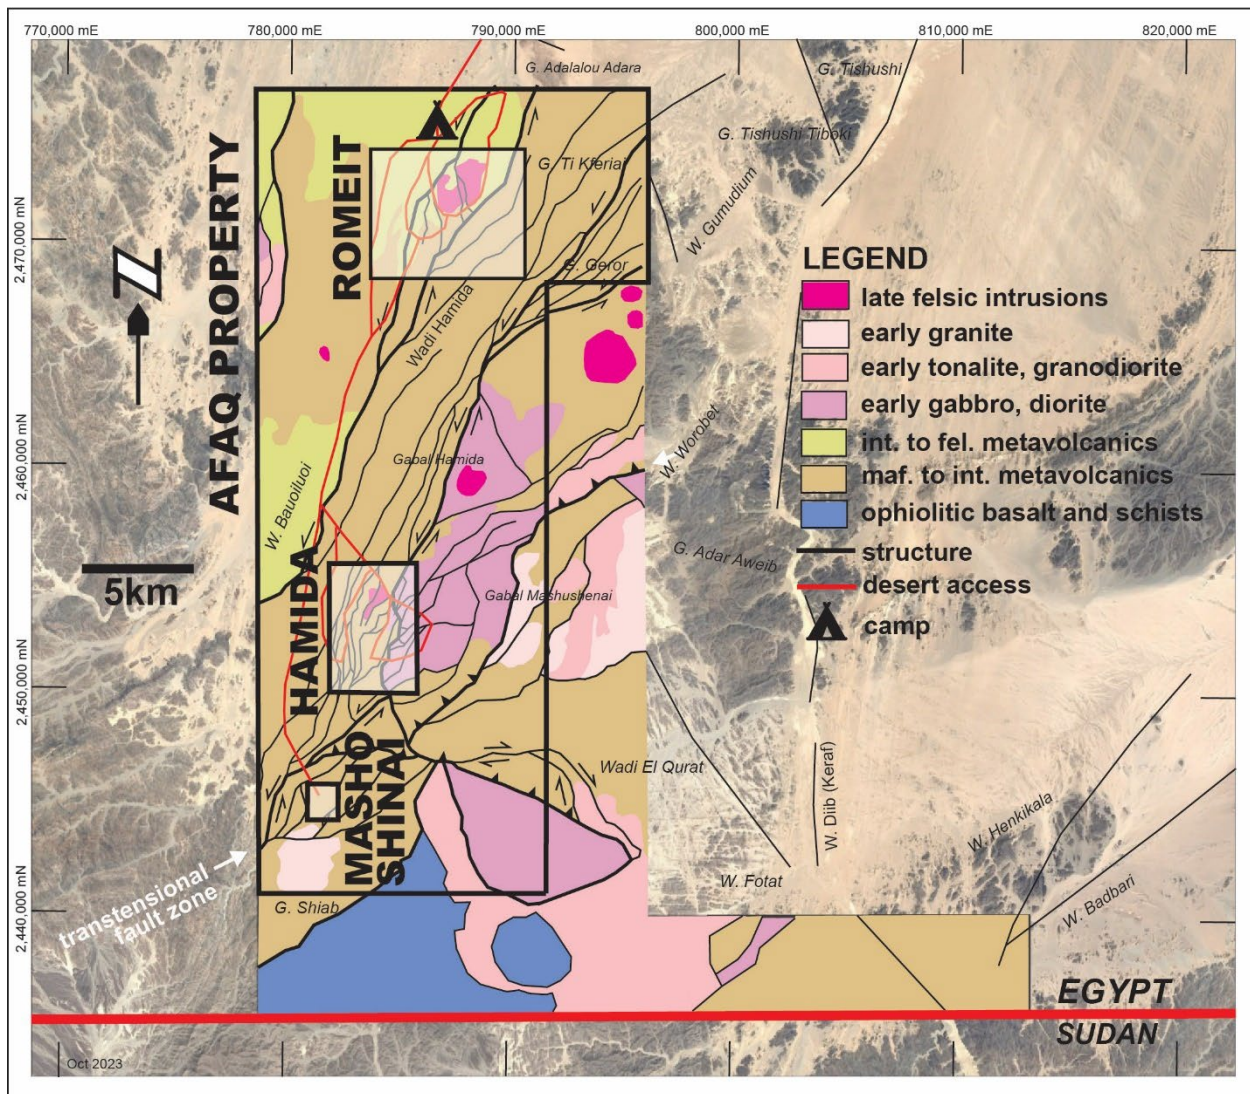 770,000 mE
780,000 mE
790,000 mE
800,000 mE
810,000 mE
820,000 mE
2,470,000 mN
2,460,000 mN
2,450,000 mN
2,440,000 mN
AFAQ PROPERTY
N
5km
ROMEIT
HAMIDA
MASHO
SHINAI
G. Adalalou Adara
G. Tishushi
G. Tishushi Tiboki
G. Ti Kferiai
W. Gumudium
G. Geror
Wadi Hamida
W. Worobet
Gabal Hamida
W. Bauoiluoi
G. Adar Aweib
Gabal Mashushenai
Wadi El Qurat
W. Diib (Keraf)
W. Henkikala
W. Fotat
W. Badbari
G. Shiab
transtensional
fault zone
LEGEND
late felsic intrusions
early granite
early tonalite, granodiorite
early gabbro, diorite
int. to fel. metavolcanics
maf. to int. metavolcanics
ophiolitic basalt and schists
structure
desert access
camp
EGYPT
SUDAN
Oct 2023